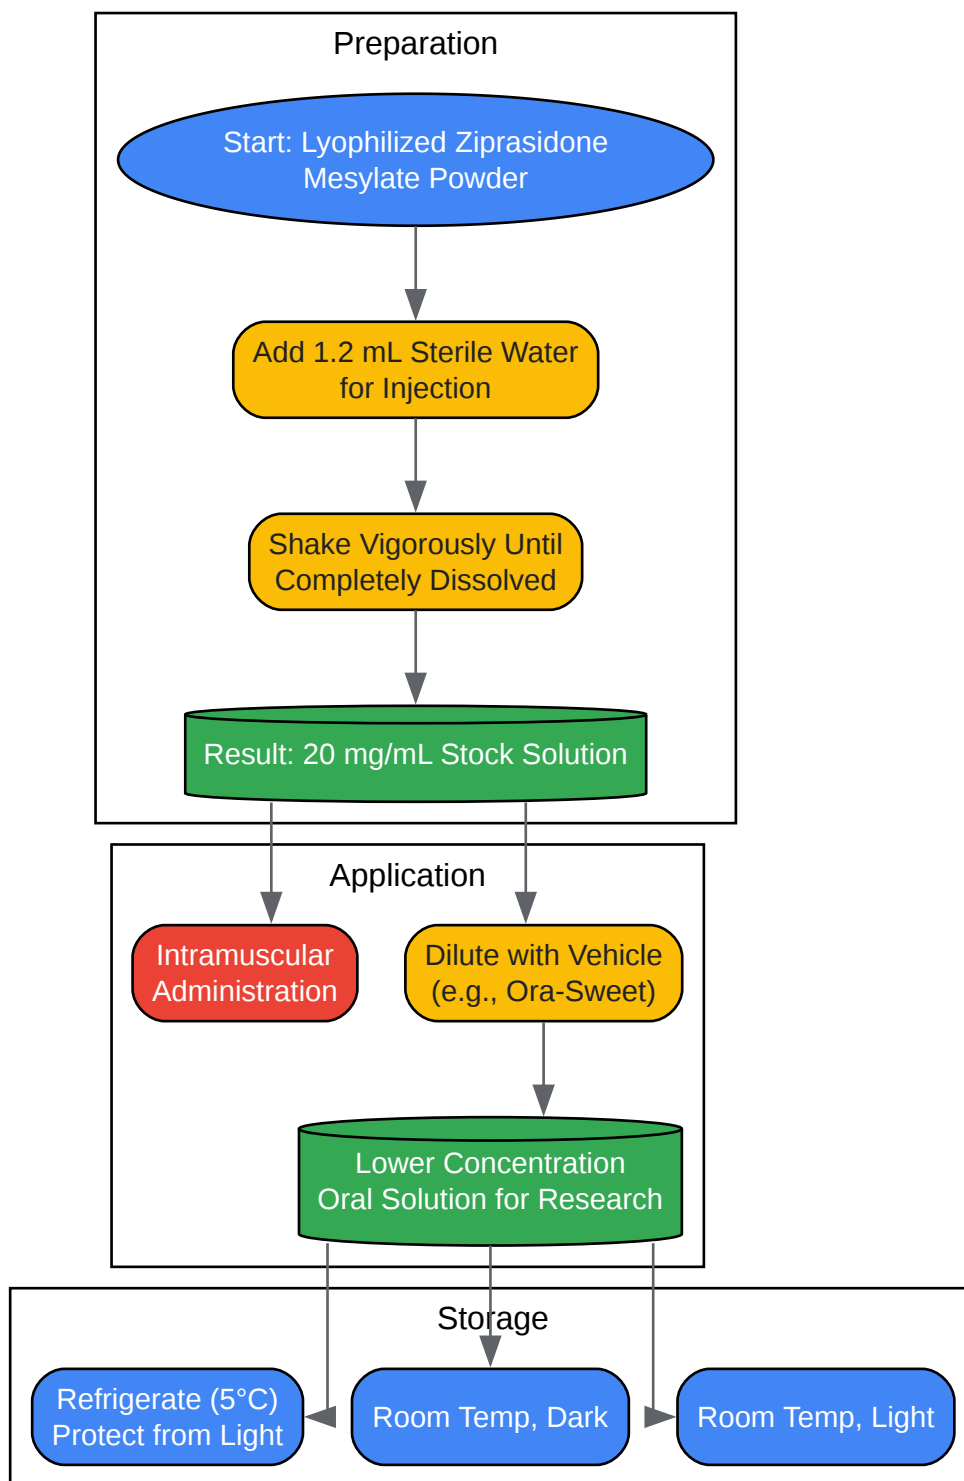 Preparation
Start: Lyophilized Ziprasidone
Mesylate Powder
Add 1.2 mL Sterile Water
for Injection
Shake Vigorously Until
Completely Dissolved
Result: 20 mg/mL Stock Solution
Application
Intramuscular
Administration
Dilute with Vehicle
(e.g., Ora-Sweet)
Lower Concentration
Oral Solution for Research
Storage
Refrigerate (5°C)
Protect from Light
Room Temp, Dark
Room Temp, Light